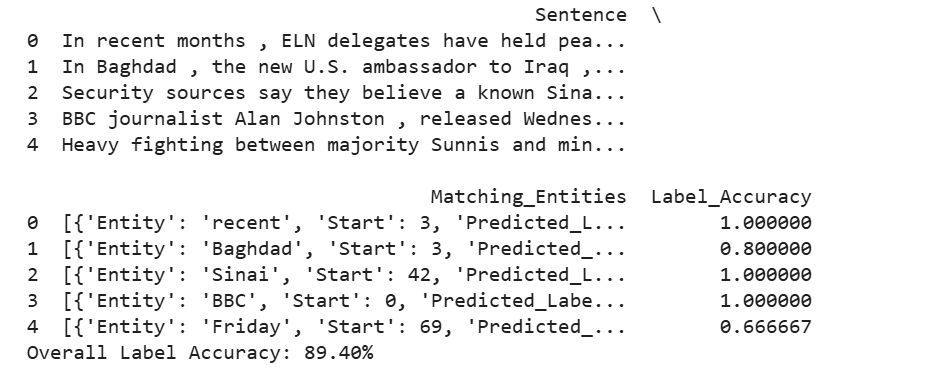 Sentence \
0 In recent months , ELN delegates have held pea...
1 In Baghdad , the new U.S. ambassador to Iraq ,...
2 Security sources say they believe a known Sina...
3 BBC journalist Alan Johnston , released Wednes...
4 Heavy fighting between majority Sunnis and min...
Matching_Entities Label_Accuracy
0 [{'Entity': 'recent', 'Start': 3, 'Predicted_L... 1.000000
1 [{'Entity': 'Baghdad', 'Start': 3, 'Predicted_... 0.800000
2 [{'Entity': 'Sinai', 'Start': 42, 'Predicted_L... 1.000000
3 [{'Entity': 'BBC', 'Start': 0, 'Predicted_Labe... 1.000000
4 [{'Entity': 'Friday', 'Start': 69, 'Predicted_... 0.666667
Overall Label Accuracy: 89.40%